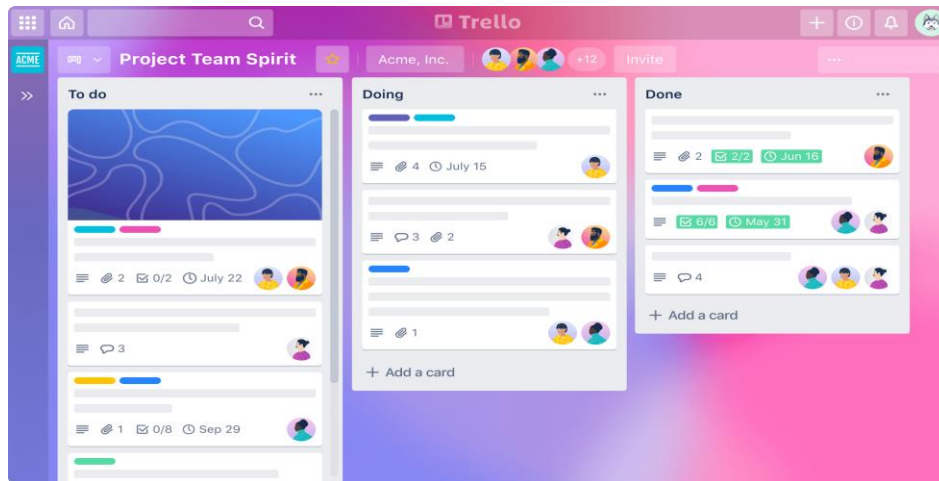 Trello
ACME
Project Team Spirit
Acme, Inc.
+12
Invite
To do
2 0/2 July 22
3
1 0/8 Sep 29
Doing
4 July 15
3 2
1
+ Add a card
Done
2 2/2 Jun 16
6/6 May 31
4
+ Add a card